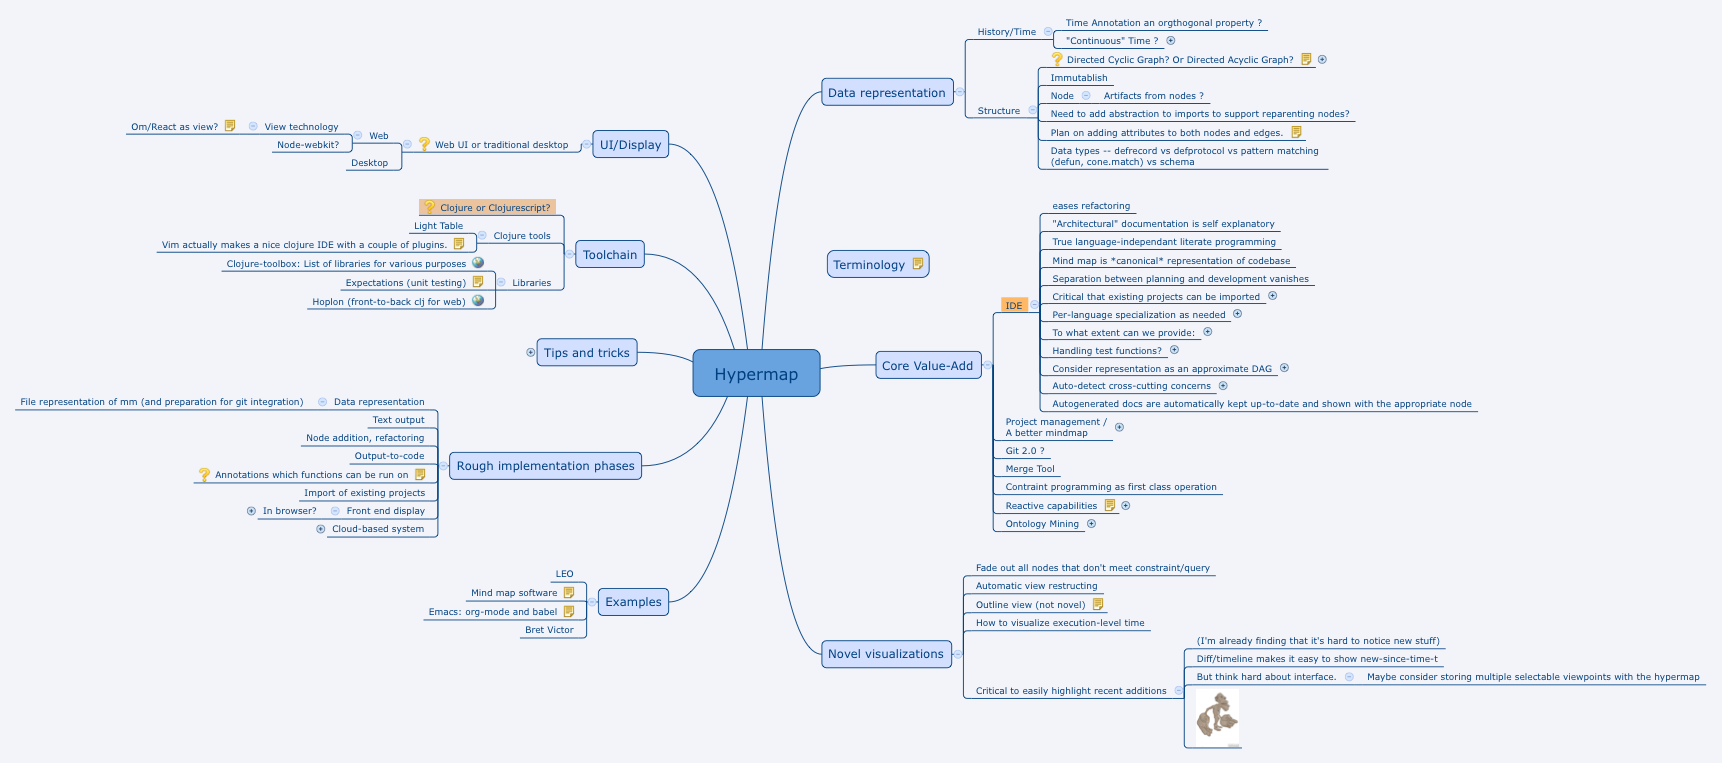 Hypermap
Data representation
History/Time
Time Annotation an orgthogonal property ?
"Continuous" Time ?
Structure
Directed Cyclic Graph? Or Directed Acyclic Graph?
Immutablish
Node
Artifacts from nodes ?
Need to add abstraction to imports to support reparenting nodes?
Plan on adding attributes to both nodes and edges.
Data types -- defrecord vs defprotocol vs pattern matching
(defun, cone.match) vs schema
Terminology
Core Value-Add
IDE
eases refactoring
"Architectural" documentation is self explanatory
True language-independant literate programming
Mind map is *canonical* representation of codebase
Separation between planning and development vanishes
Critical that existing projects can be imported
Per-language specialization as needed
To what extent can we provide:
Handling test functions?
Consider representation as an approximate DAG
Auto-detect cross-cutting concerns
Autogenerated docs are automatically kept up-to-date and shown with the appropriate node
Project management /
A better mindmap
Git 2.0 ?
Merge Tool
Contraint programming as first class operation
Reactive capabilities
Ontology Mining
Novel visualizations
Fade out all nodes that don't meet constraint/query
Automatic view restructing
Outline view (not novel)
How to visualize execution-level time
Critical to easily highlight recent additions
(I'm already finding that it's hard to notice new stuff)
Diff/timeline makes it easy to show new-since-time-t
But think hard about interface.
Maybe consider storing multiple selectable viewpoints with the hypermap
UI/Display
Web UI or traditional desktop
Web
View technology
Om/React as view?
Node-webkit?
Desktop
Toolchain
Clojure or Clojurescript?
Clojure tools
Light Table
Vim actually makes a nice clojure IDE with a couple of plugins.
Libraries
Clojure-toolbox: List of libraries for various purposes
Expectations (unit testing)
Hoplon (front-to-back clj for web)
Tips and tricks
Rough implementation phases
Data representation
File representation of mm (and preparation for git integration)
Text output
Node addition, refactoring
Output-to-code
Annotations which functions can be run on
Import of existing projects
Front end display
In browser?
Cloud-based system
Examples
LEO
Mind map software
Emacs: org-mode and babel
Bret Victor